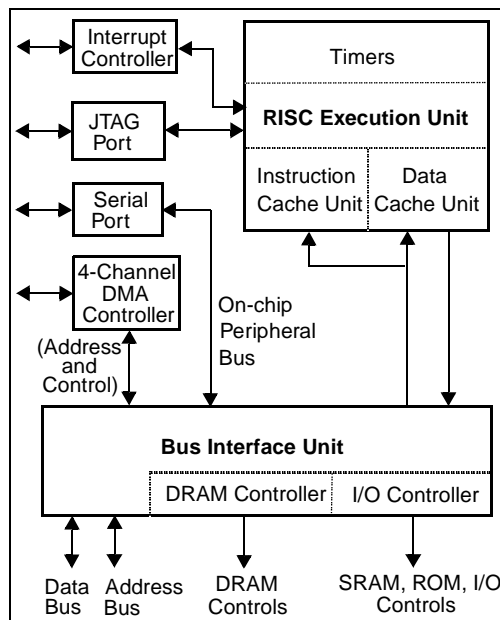 Interrupt
Controller
Timers
RISC Execution Unit
JTAG
Port
Instruction
Cache Unit
Data
Cache Unit
Serial
Port
4-Channel
DMA
Controller
On-chip
Peripheral
Bus
(Address
and
Control)
Bus Interface Unit
DRAM Controller
I/O Controller
Data
Bus
Address
Bus
DRAM
Controls
SRAM, ROM, I/O
Controls